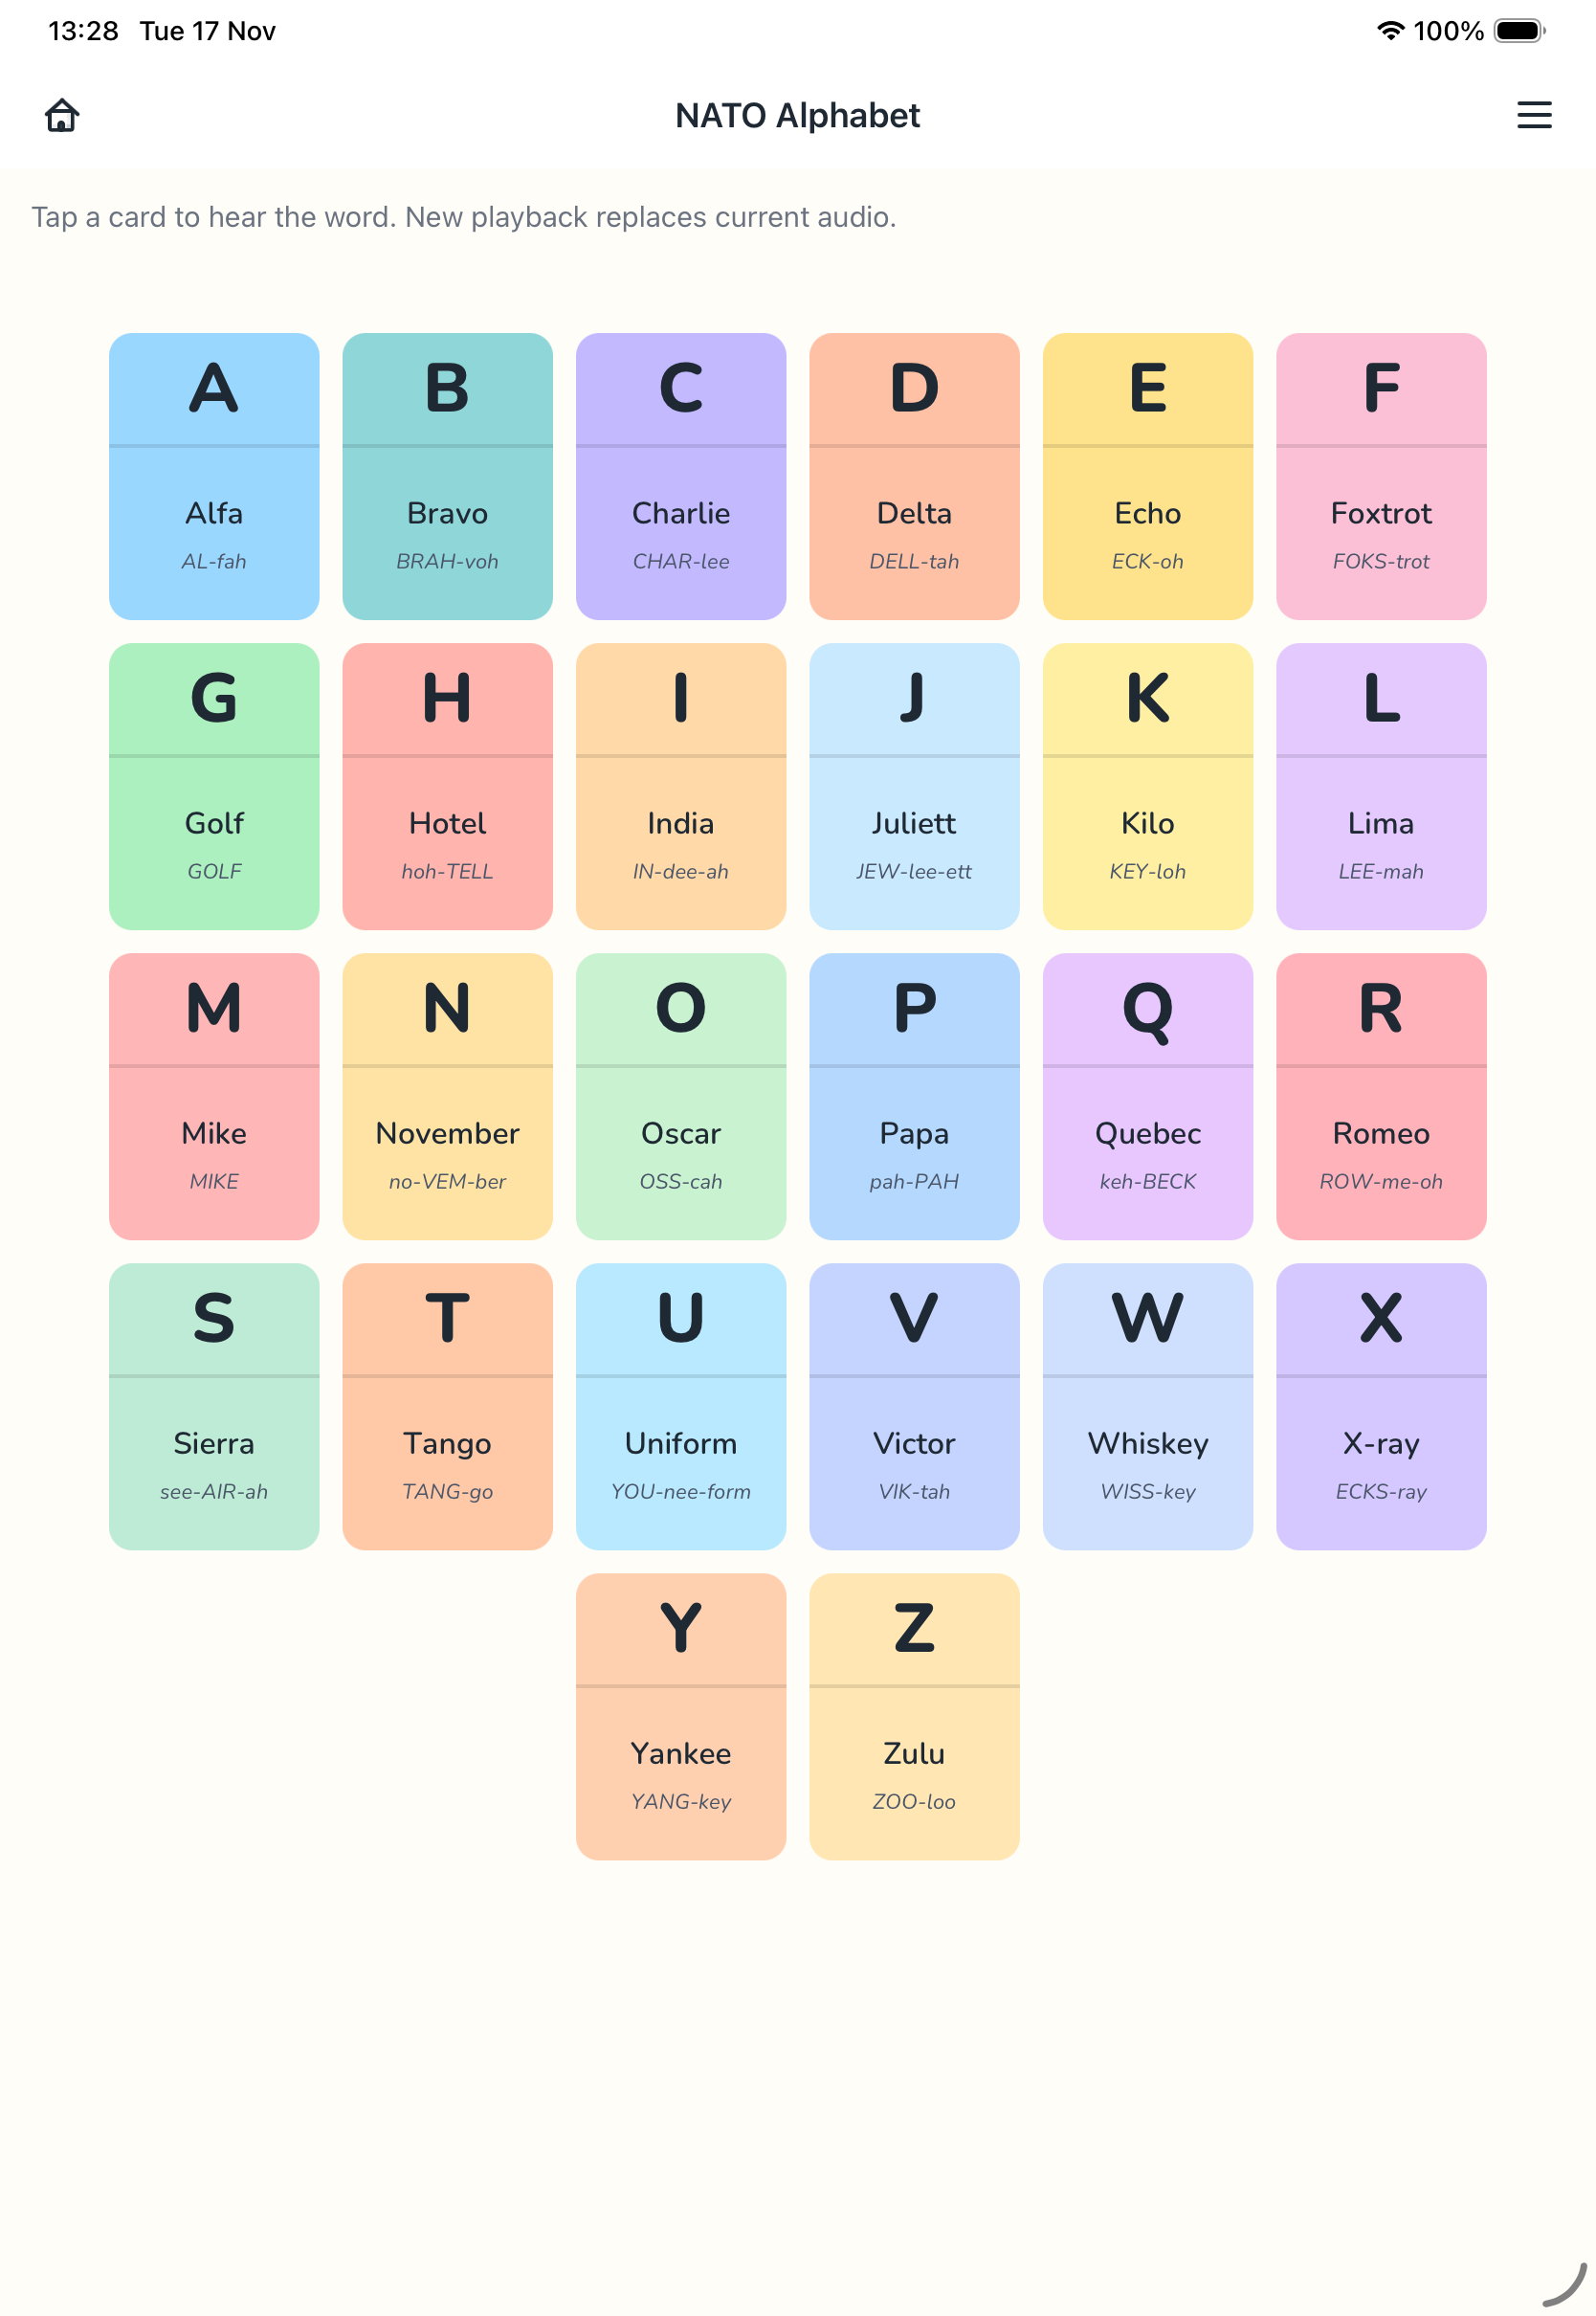 13:28 Tue 17 Nov 100%
NATO Alphabet
Tap a card to hear the word. New playback replaces current audio.
A B C D E F
Alfa Bravo Charlie Delta Echo Foxtrot
AL-fah BRAH-voh CHAR-lee DELL-tah ECK-oh FOKS-trot
G H I J K L
Golf Hotel India Juliett Kilo Lima
GOLF hoh-TELL IN-dee-ah JEW-lee-ett KEY-loh LEE-mah
M N O P Q R
Mike November Oscar Papa Quebec Romeo
MIKE no-VEM-ber OSS-cah pah-PAH keh-BECK ROW-me-oh
S T U V W X
Sierra Tango Uniform Victor Whiskey X-ray
see-AIR-ah TANG-go YOU-nee-form VIK-tah WISS-key ECKS-ray
Y Z
Yankee Zulu
YANG-key ZOO-loo